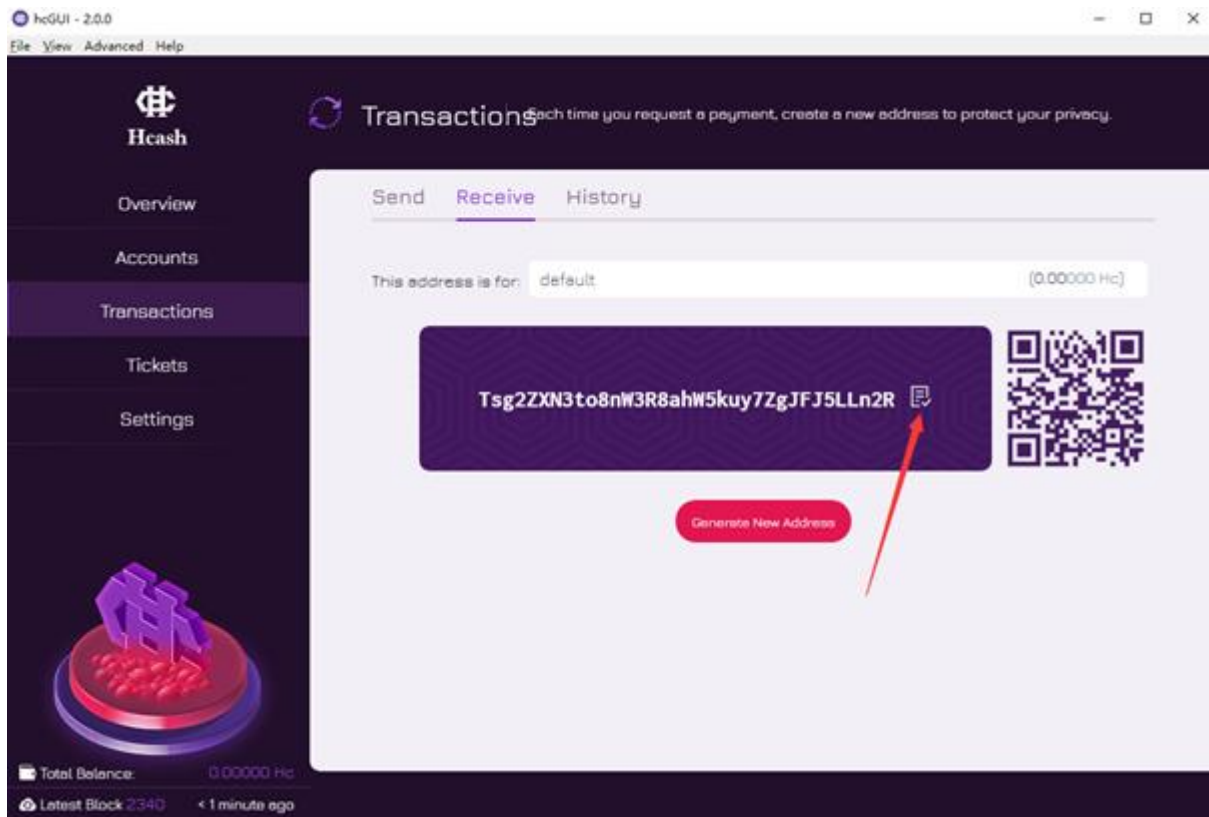 hcGUI - 2.0.0
File View Advanced Help
Hcash
Transactions Each time you request a payment, create a new address to protect your privacy.
Overview
Accounts
Transactions
Tickets
Settings
Send Receive History
This address is for: default (0.00000 Hc)
Tsg2ZXN3to8nW3R8ahW5kuy7ZgJFJ5LLn2R
Generate New Address
Total Balance: 0.00000 Hc
Latest Block 2340 < 1 minute ago